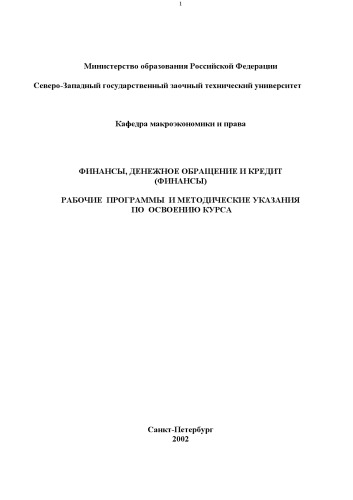 1
Министерство образования Российской Федерации
Северо-Западный государственный заочный технический университет
Кафедра макроэкономики и права
ФИНАНСЫ, ДЕНЕЖНОЕ ОБРАЩЕНИЕ И КРЕДИТ
(ФИНАНСЫ)
РАБОЧИЕ ПРОГРАММЫ И МЕТОДИЧЕСКИЕ УКАЗАНИЯ
ПО ОСВОЕНИЮ КУРСА
Санкт-Петербург
2002